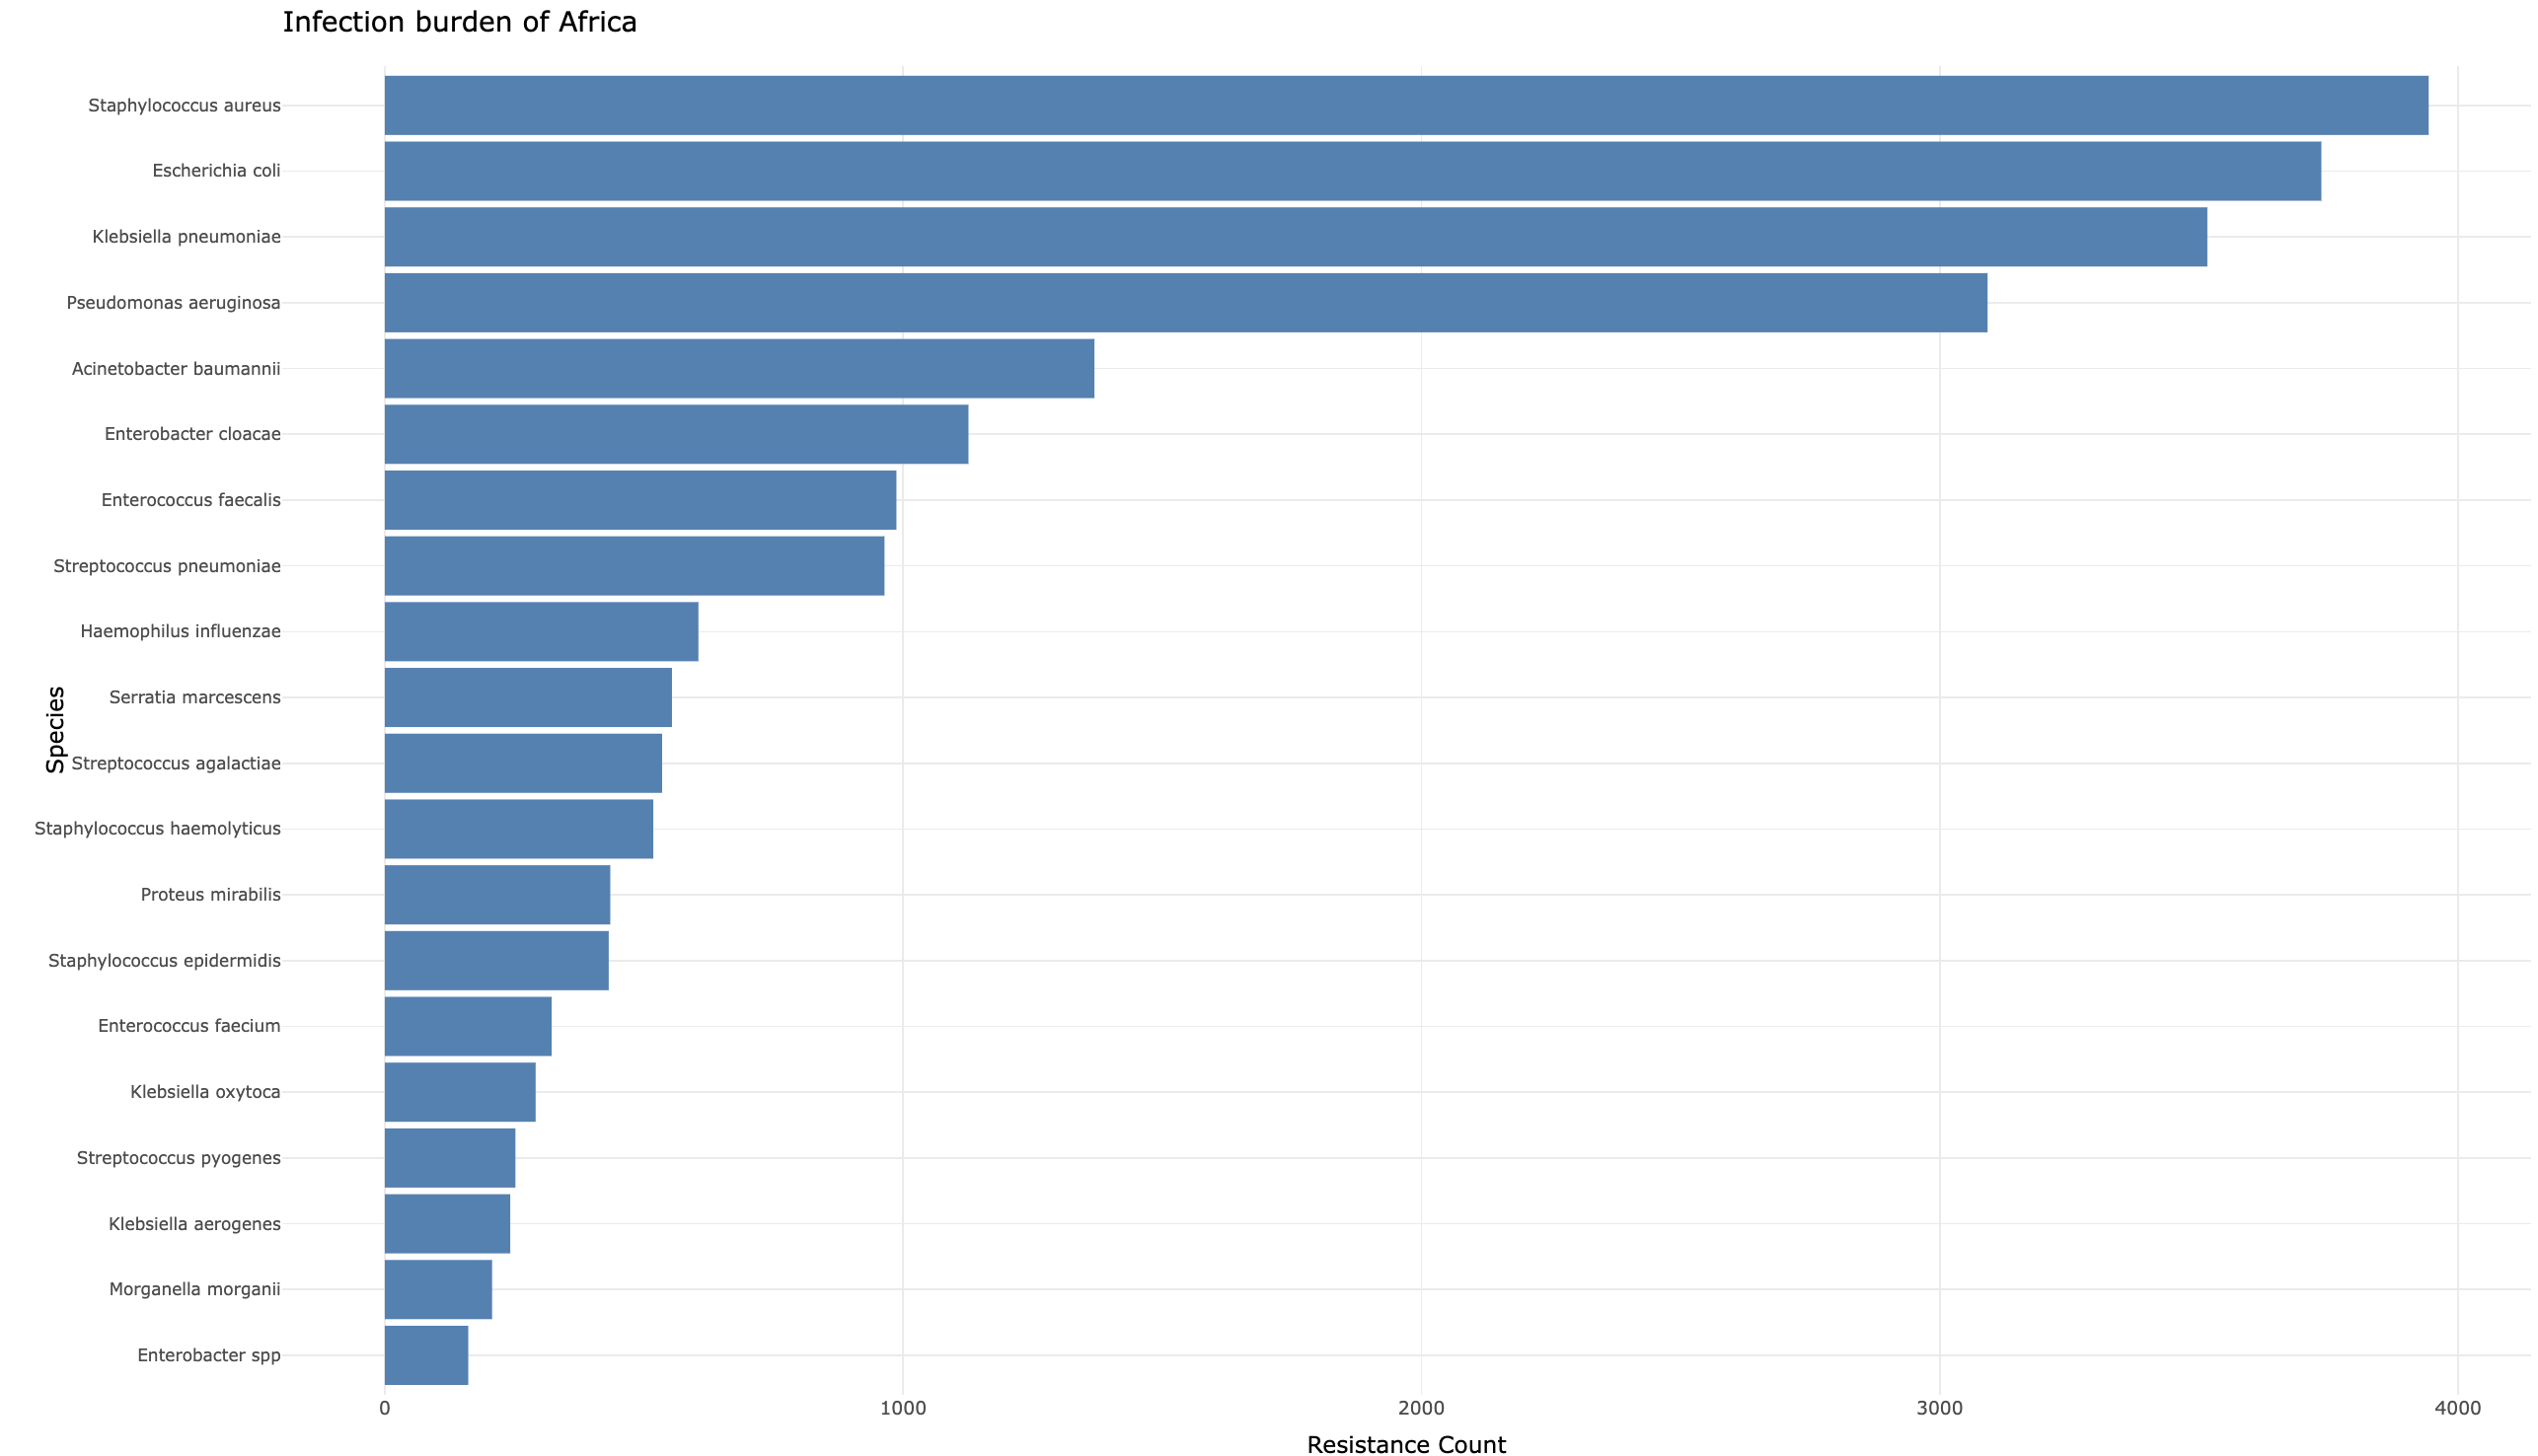 Infection burden of Africa
Staphylococcus aureus
Escherichia coli
Klebsiella pneumoniae
Pseudomonas aeruginosa
Acinetobacter baumannii
Enterobacter cloacae
Enterococcus faecalis
Streptococcus pneumoniae
Haemophilus influenzae
Serratia marcescens
Species
Streptococcus agalactiae
Staphylococcus haemolyticus
Proteus mirabilis
Staphylococcus epidermidis
Enterococcus faecium
Klebsiella oxytoca
Streptococcus pyogenes
Klebsiella aerogenes
Morganella morganii
Enterobacter spp
0 1000 2000 3000 4000
Resistance Count